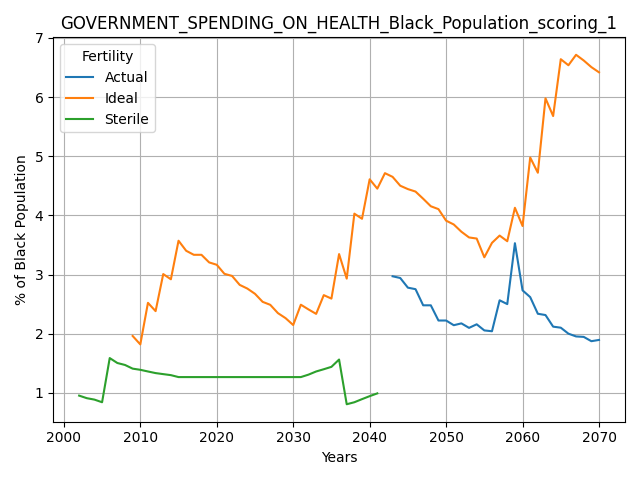 GOVERNMENT_SPENDING_ON_HEALTH_Black_Population_scoring_1
Fertility
Actual
Ideal
Sterile
% of Black Population
7
6
5
4
3
2
1
2000 2010 2020 2030 2040 2050 2060 2070
Years